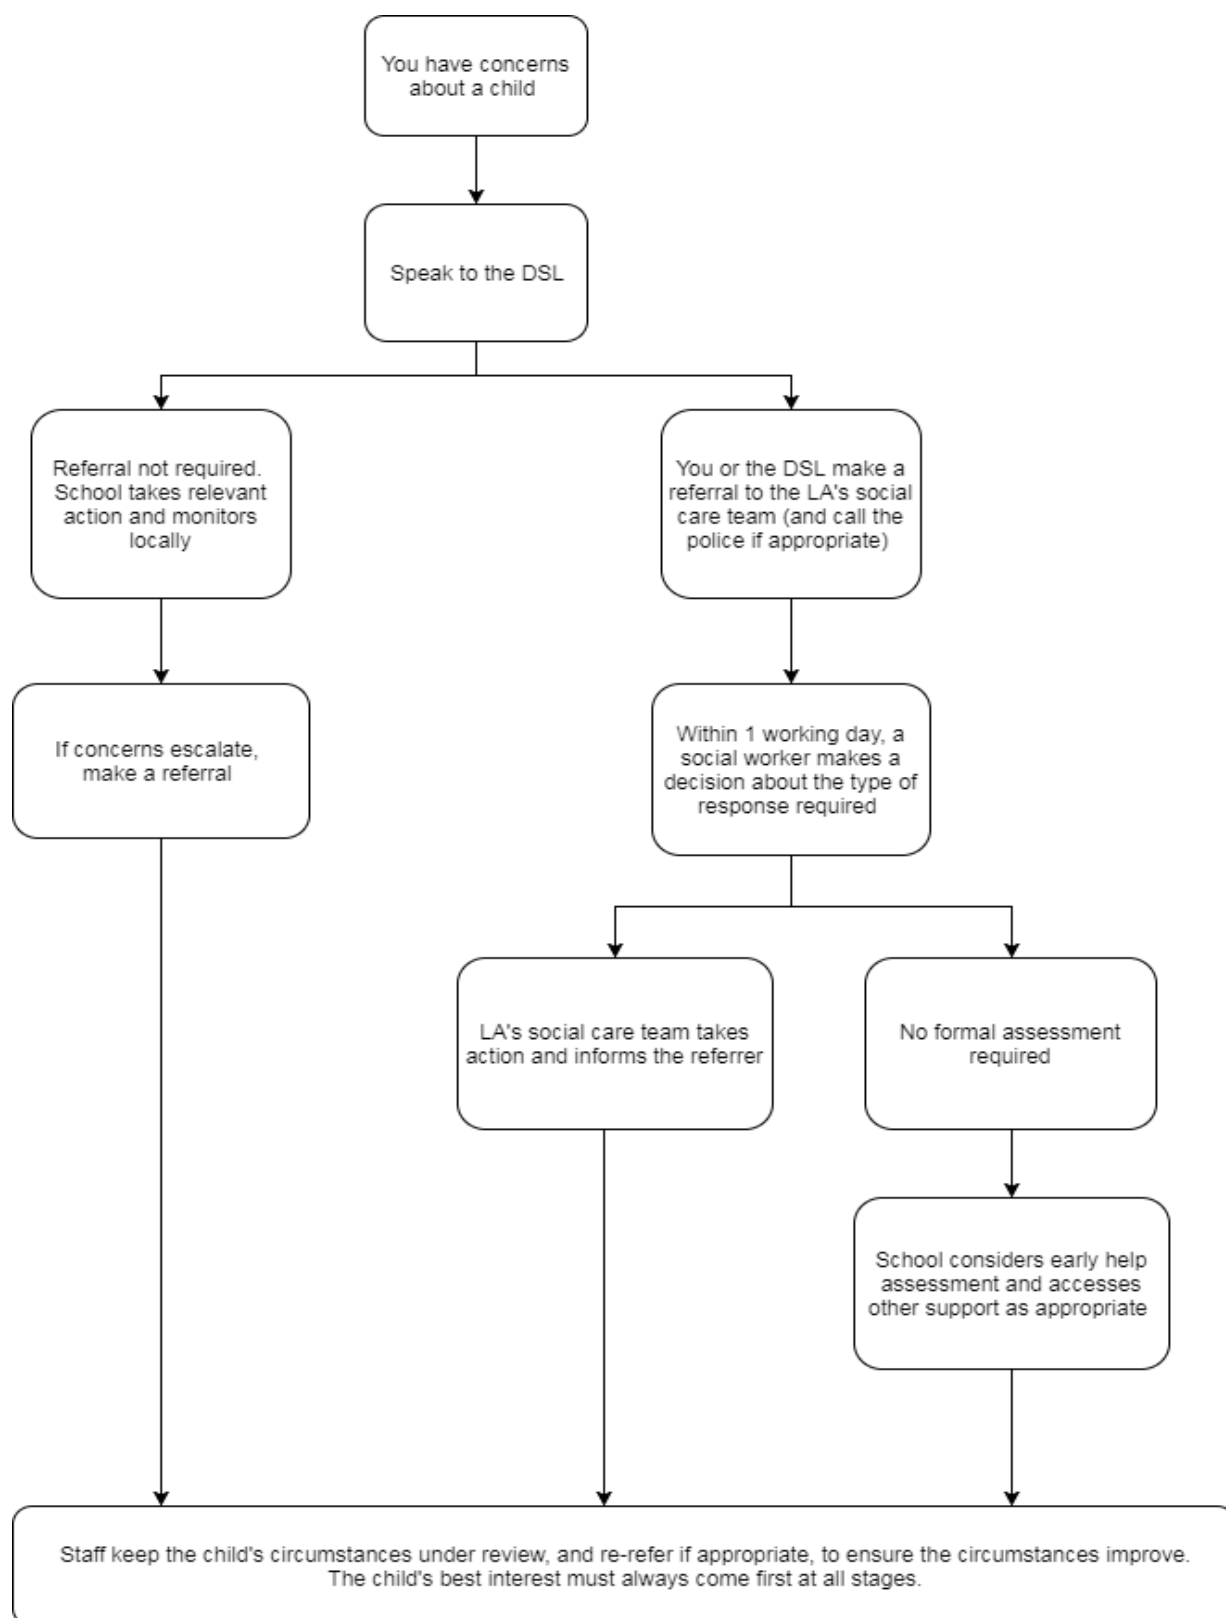 You have concerns
about a child
Speak to the DSL
Referral not required.
School takes relevant
action and monitors
locally
You or the DSL make a
referral to the LA's social
care team (and call the
police if appropriate)
If concerns escalate,
make a referral
Within 1 working day, a
social worker makes a
decision about the type of
response required
LA's social care team takes
action and informs the referrer
No formal assessment
required
School considers early help
assessment and accesses
other support as appropriate
Staff keep the child's circumstances under review, and re-refer if appropriate, to ensure the circumstances improve.
The child's best interest must always come first at all stages.